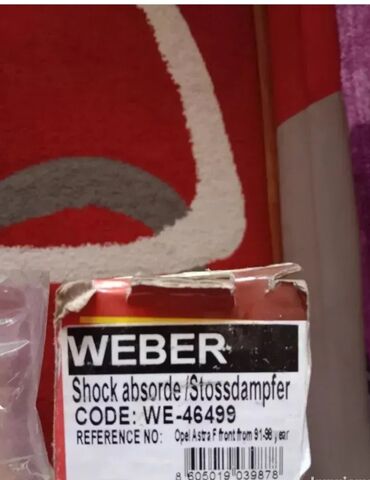 WEBER
Shock absorde/Stossdampfer
CODE: WE-46499
REFERENCE NO: Opel Astra F front from 91-98 year
8 605019 039878